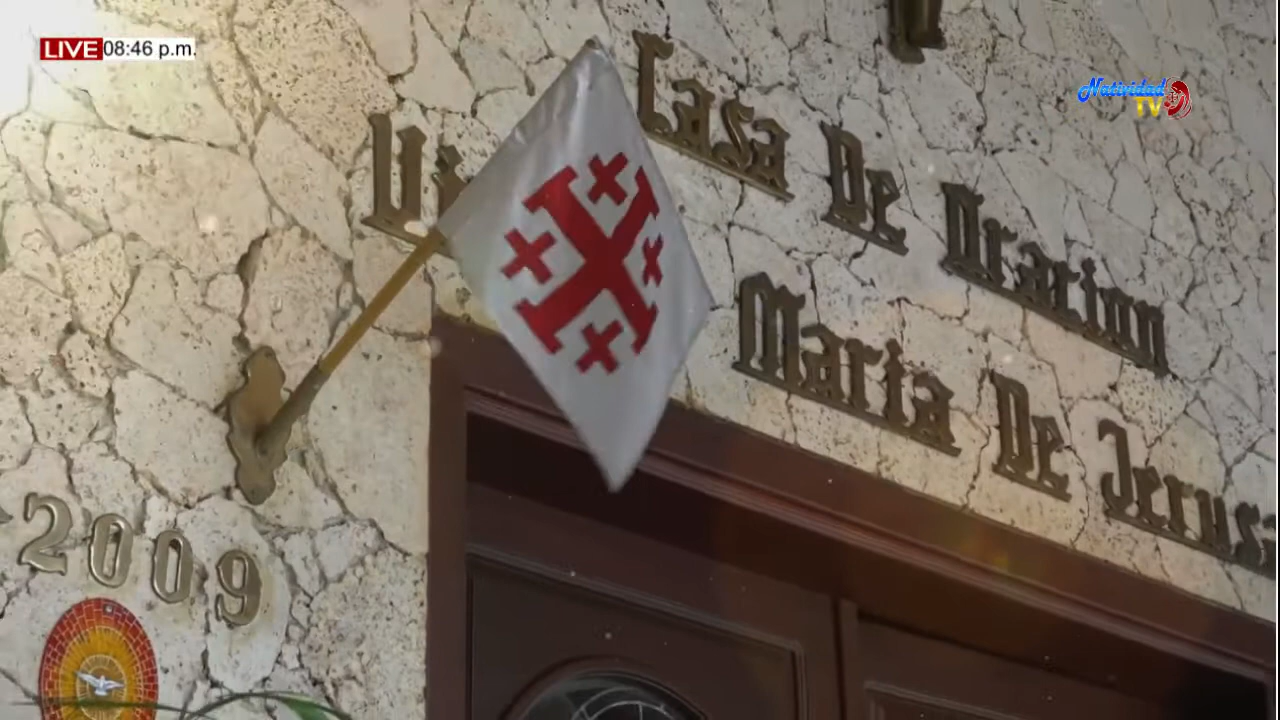 LIVE 08:46 p.m.
Natividad
TV
Casa De Oracion
Maria De
2009